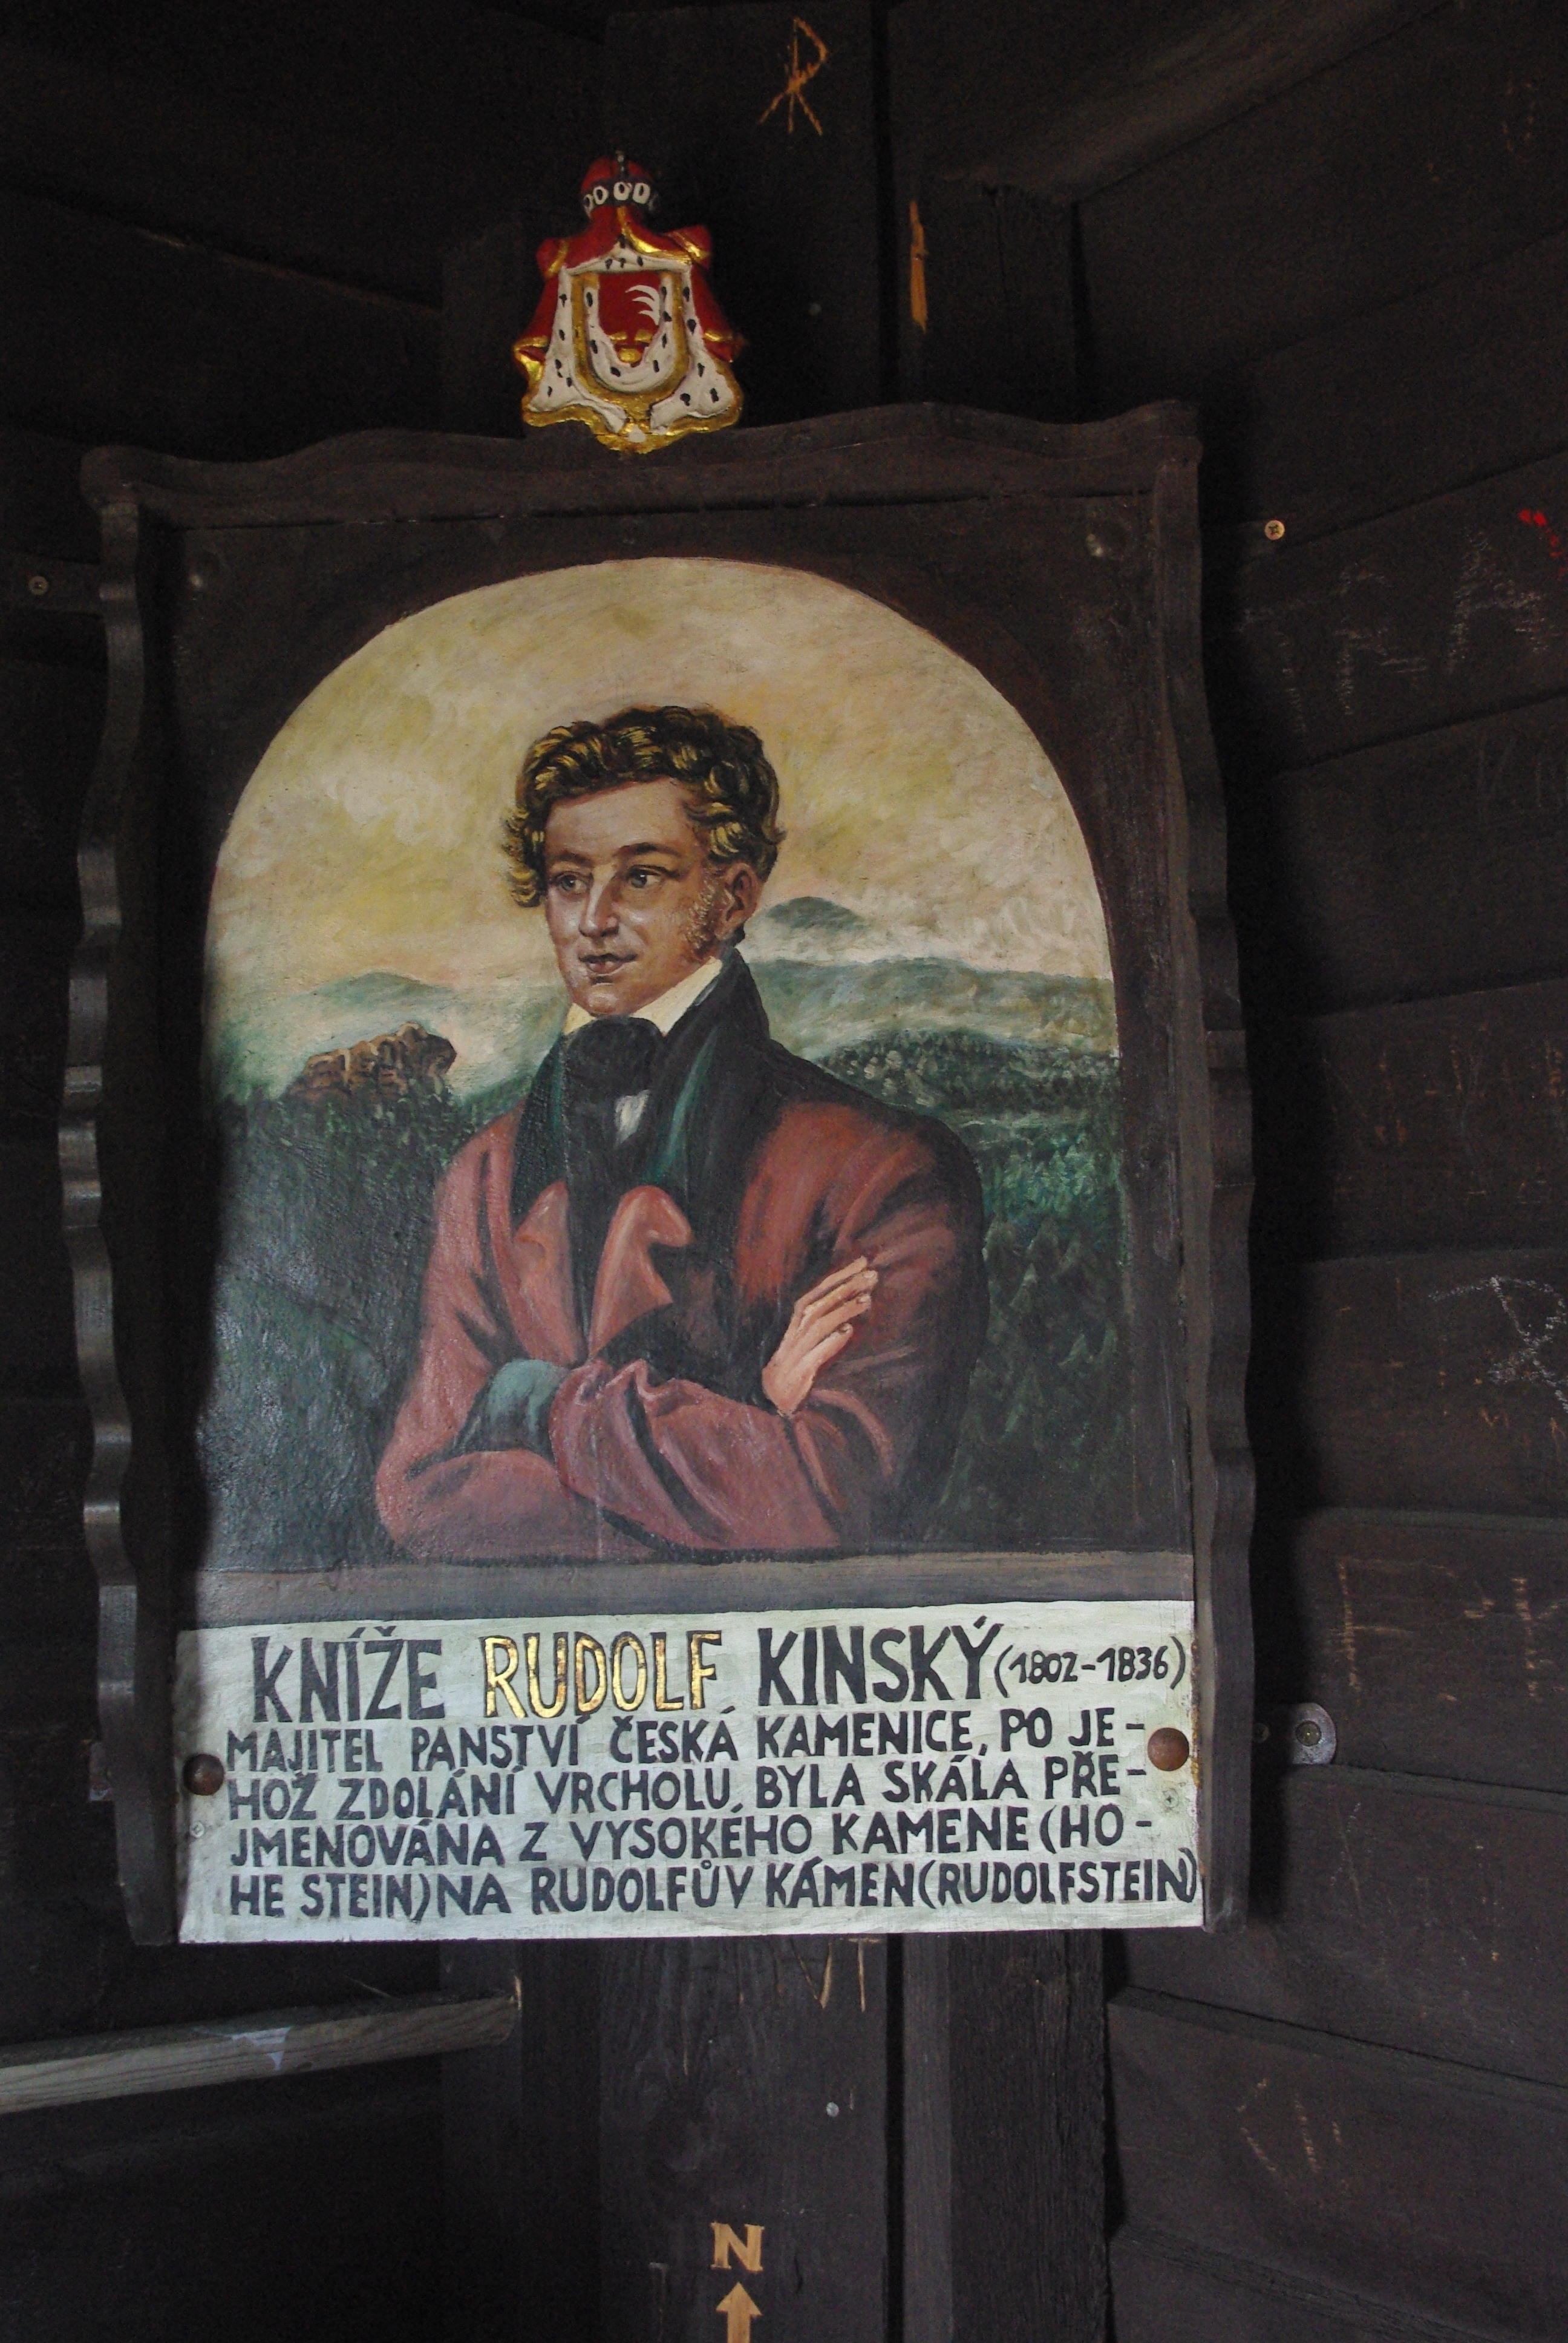 KNÍŽE RUDOLF KINSKÝ (1802-1836)
MAJITEL PANSTVÍ ČESKÁ KAMENICE, PO JE-
HOŽ ZDOLÁNÍ VRCHOLU, BYLA SKÁLA PŘE-
JMENOVÁNA Z VYSOKÉHO KAMENE (HO-
HE STEIN) NA RUDOLFŮV KÁMEN (RUDOLFSTEIN)
VT
N